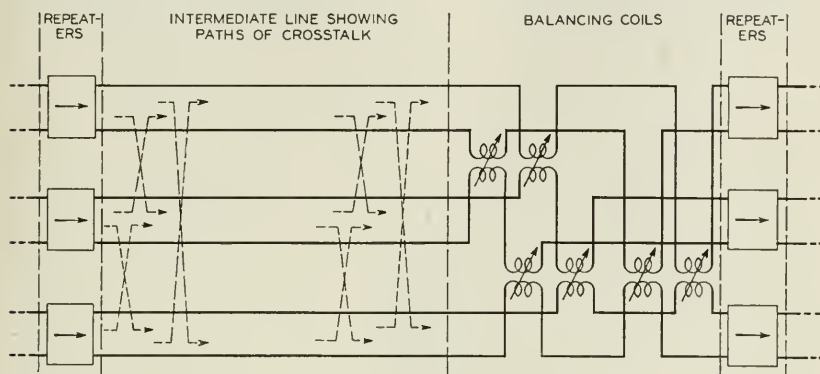 REPEAT-
ERS
INTERMEDIATE LINE SHOWING
PATHS OF CROSSTALK
BALANCING COILS
REPEAT-
ERS